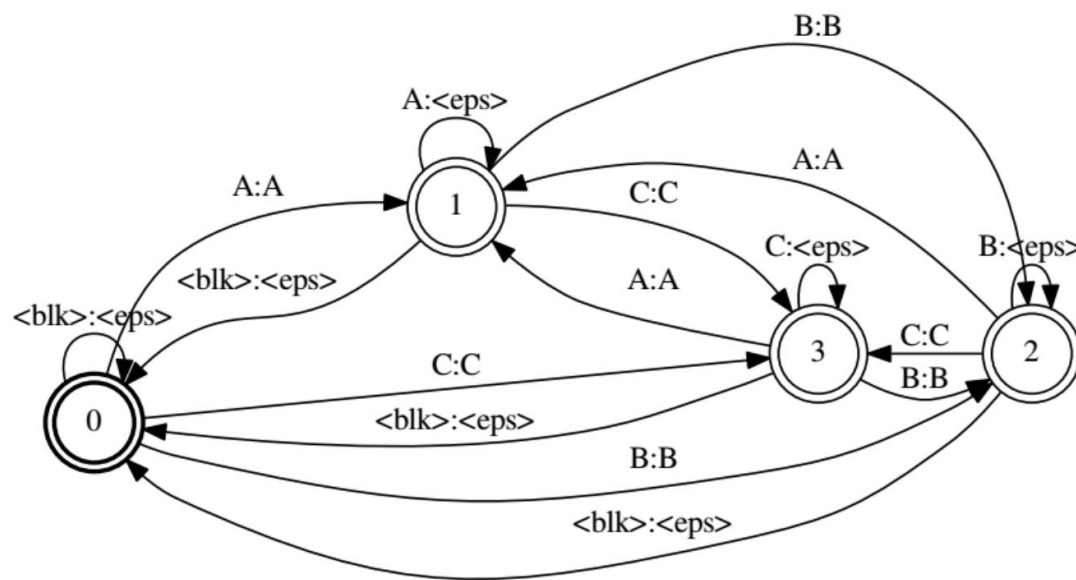 B:B
A:<eps>
A:A
A:A
1
C:C
C:<eps>
B:<eps>
<blk>:<eps>
A:A
<blk>:<eps>
C:C
3
2
C:C
B:B
0
<blk>:<eps>
B:B
<blk>:<eps>